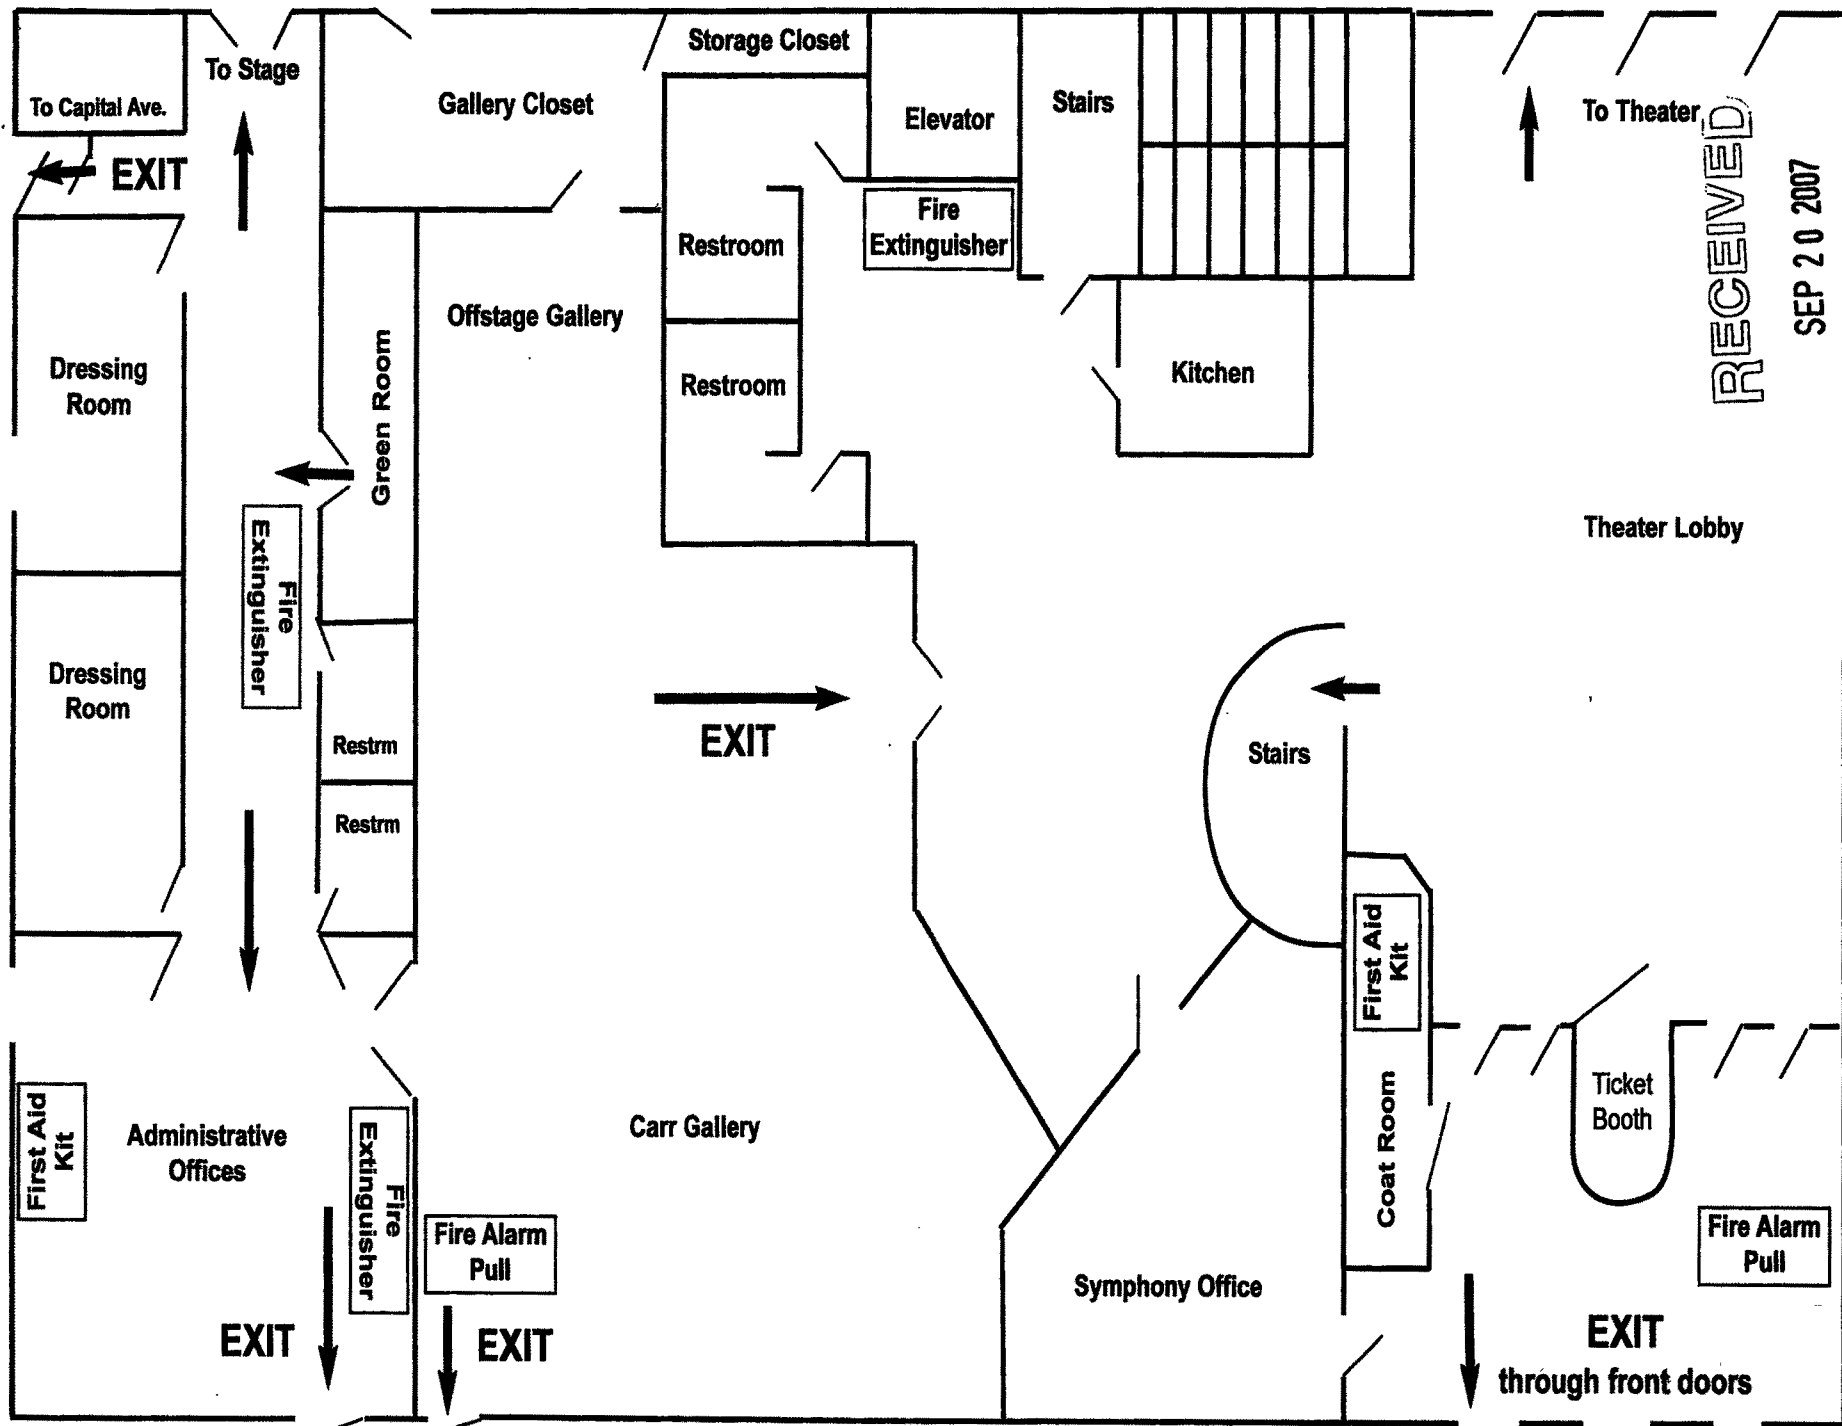 To Stage
Storage Closet
To Capital Ave.
Gallery Closet
Elevator
Stairs
To Theater
RECEIVED
SEP 20 2007
EXIT
Fire
Extinguisher
Restroom
Offstage Gallery
Dressing
Room
Green Room
Restroom
Kitchen
Theater Lobby
Fire
Extinguisher
Dressing
Room
Restrm
EXIT
Stairs
Restrm
First Aid
Kit
Ticket
Booth
First Aid
Kit
Administrative
Offices
Fire
Extinguisher
Carr Gallery
Coat Room
Fire Alarm
Pull
Fire Alarm
Pull
Symphony Office
EXIT
EXIT
EXIT
through front doors